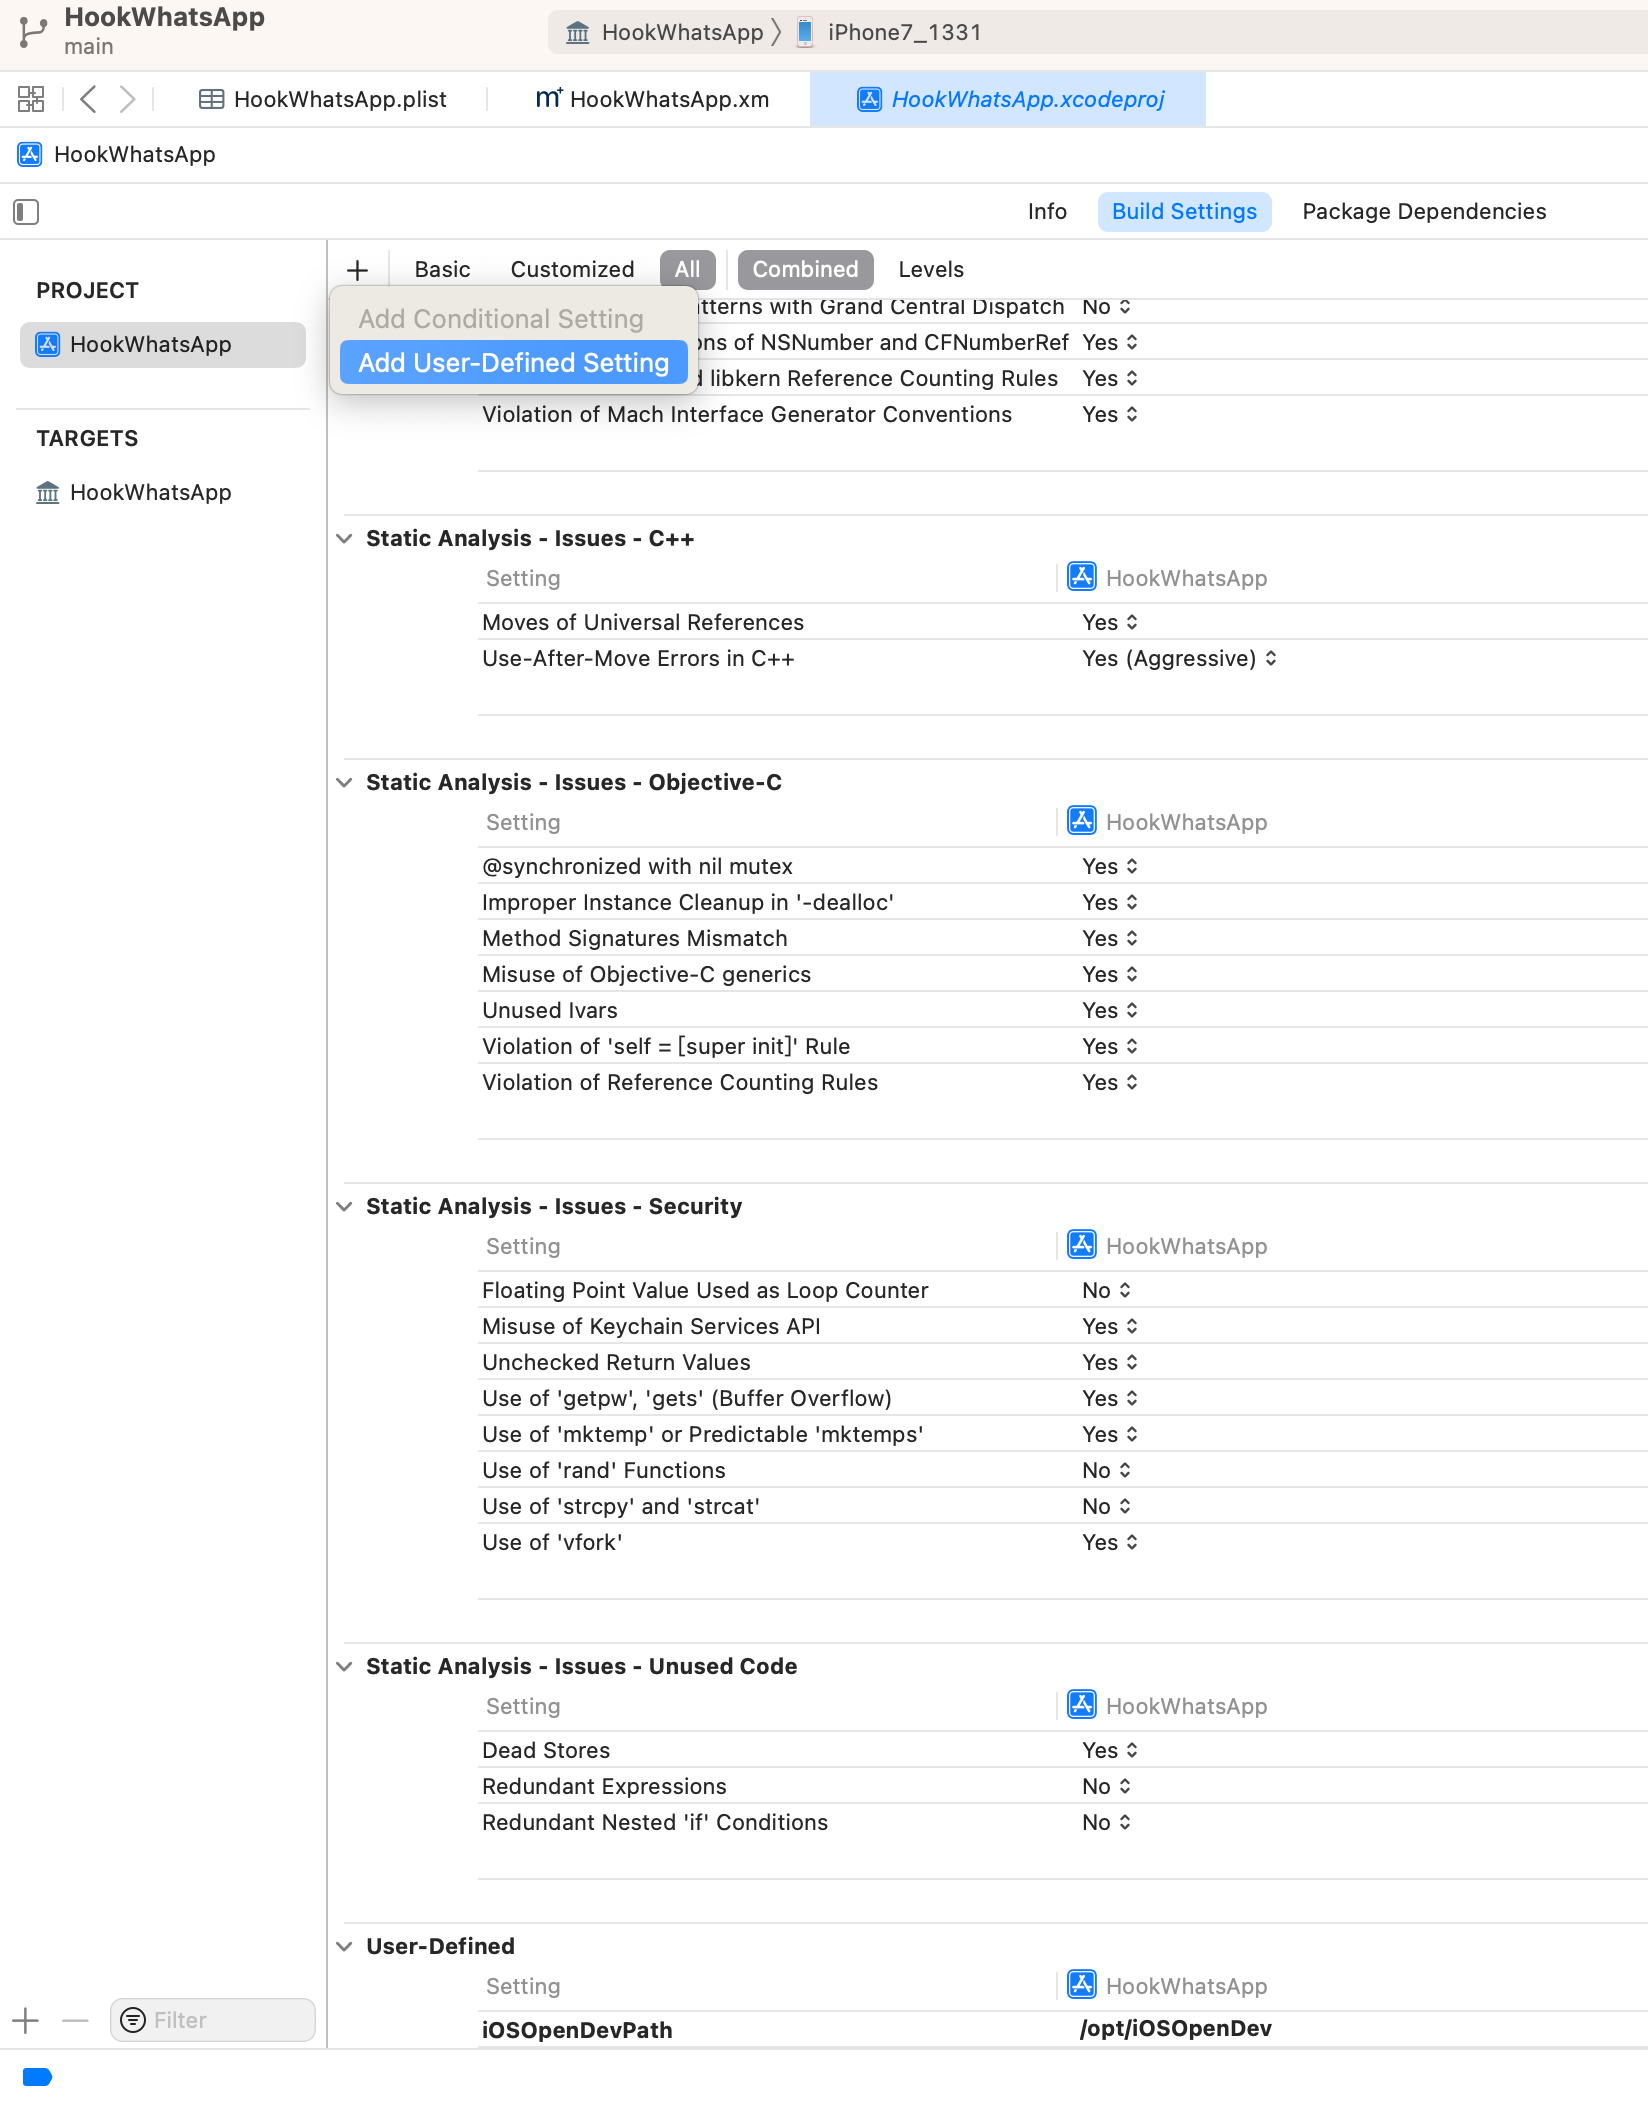 HookWhatsApp
main
HookWhatsApp
iPhone7_1331
HookWhatsApp.plist
m+ HookWhatsApp.xm
HookWhatsApp.xcodeproj
HookWhatsApp
Info
Build Settings
Package Dependencies
PROJECT
HookWhatsApp
TARGETS
HookWhatsApp
Basic
Customized
All
Combined
Levels
Add Conditional Setting
Add User-Defined Setting
with Grand Central Dispatch No
of NSNumber and CFNumberRef Yes
libkern Reference Counting Rules Yes
Violation of Mach Interface Generator Conventions Yes
Static Analysis - Issues - C++
Setting HookWhatsApp
Moves of Universal References Yes
Use-After-Move Errors in C++ Yes (Aggressive)
Static Analysis - Issues - Objective-C
Setting HookWhatsApp
@synchronized with nil mutex Yes
Improper Instance Cleanup in '-dealloc' Yes
Method Signatures Mismatch Yes
Misuse of Objective-C generics Yes
Unused Ivars Yes
Violation of 'self = [super init]' Rule Yes
Violation of Reference Counting Rules Yes
Static Analysis - Issues - Security
Setting HookWhatsApp
Floating Point Value Used as Loop Counter No
Misuse of Keychain Services API Yes
Unchecked Return Values Yes
Use of 'getpw', 'gets' (Buffer Overflow) Yes
Use of 'mktemp' or Predictable 'mktemps' Yes
Use of 'rand' Functions No
Use of 'strcpy' and 'strcat' No
Use of 'vfork' Yes
Static Analysis - Issues - Unused Code
Setting HookWhatsApp
Dead Stores Yes
Redundant Expressions No
Redundant Nested 'if' Conditions No
User-Defined
Setting HookWhatsApp
iOSOpenDevPath /opt/iOSOpenDev
Filter